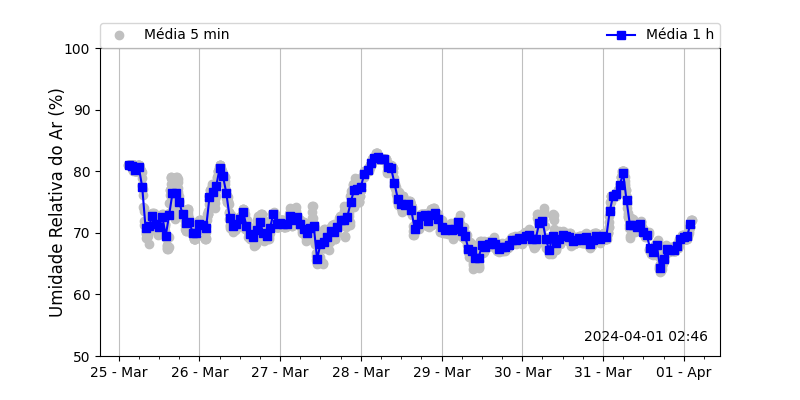 Média 5 min
Média 1 h
Umidade Relativa do Ar (%)
100
90
80
70
60
50
2024-04-01 02:46
25 - Mar
26 - Mar
27 - Mar
28 - Mar
29 - Mar
30 - Mar
31 - Mar
01 - Apr